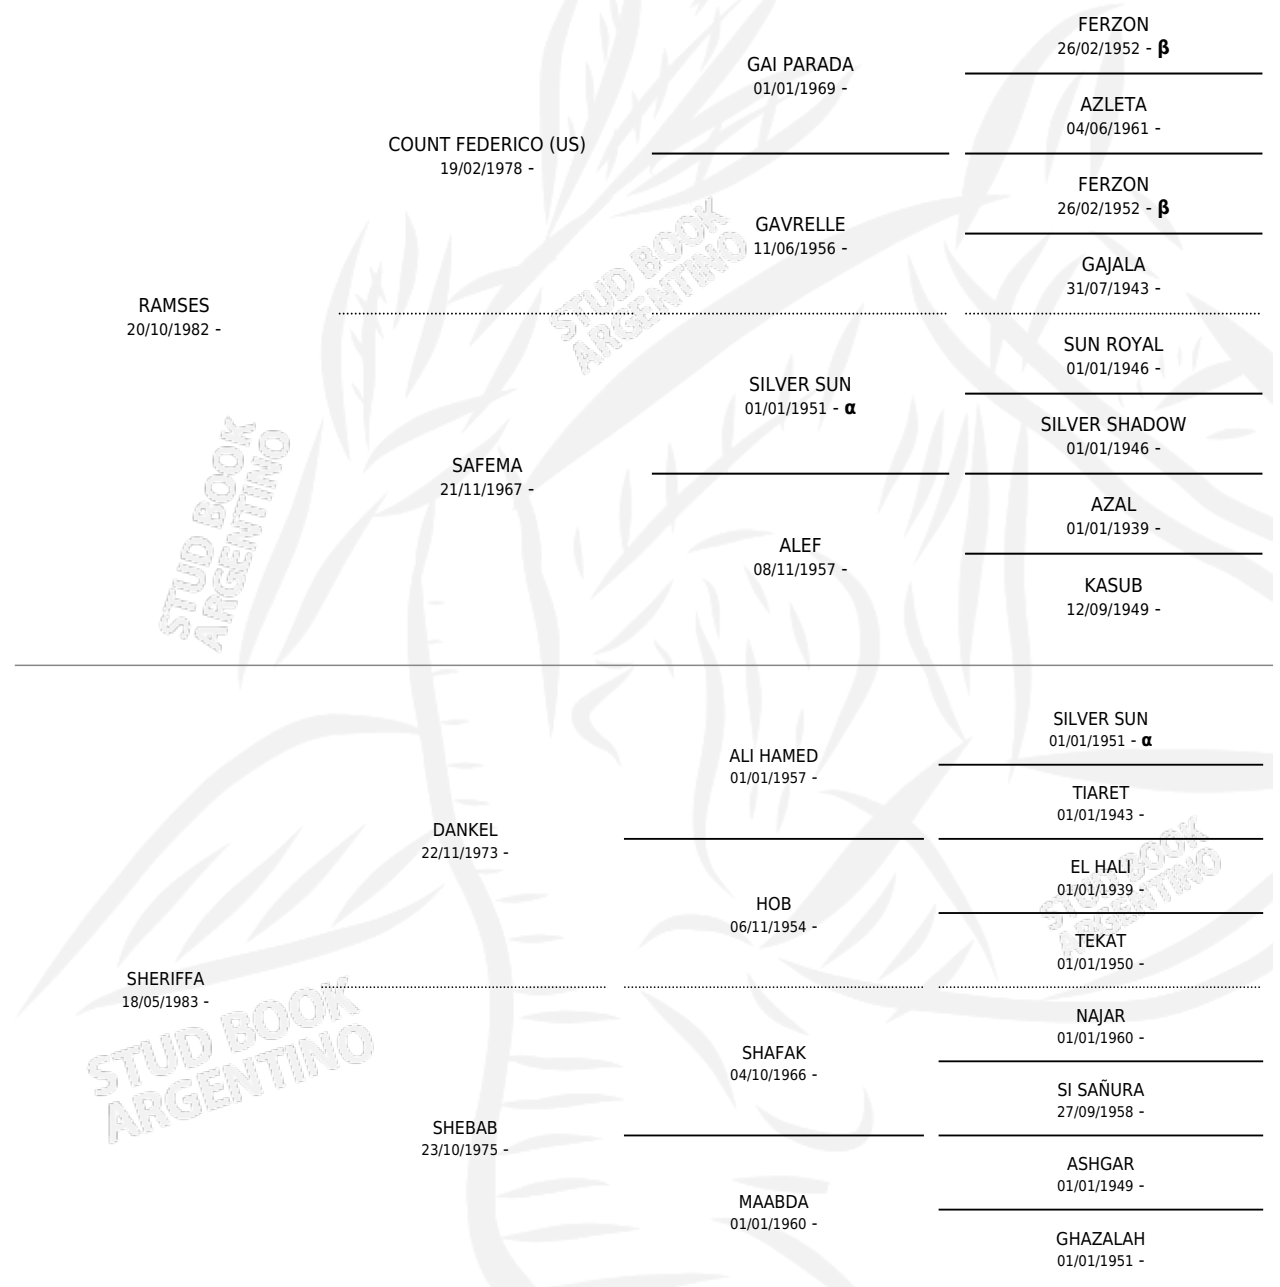 FERZON
26/02/1952 - β
GAI PARADA
01/01/1969 -
AZLETA
04/06/1961 -
COUNT FEDERICO (US)
19/02/1978 -
FERZON
26/02/1952 - β
GAVRELLE
11/06/1956 -
GAJALA
31/07/1943 -
RAMSES
20/10/1982 -
SUN ROYAL
01/01/1946 -
SILVER SUN
01/01/1951 - α
SILVER SHADOW
01/01/1946 -
SAFEMA
21/11/1967 -
AZAL
01/01/1939 -
ALEF
08/11/1957 -
KASUB
12/09/1949 -
STUD BOOK
ARGENTINO
STUD BOOK
ARGENTINO
SILVER SUN
01/01/1951 - α
ALI HAMED
01/01/1957 -
TIARET
01/01/1943 -
DANKEL
22/11/1973 -
EL HALI
01/01/1939 -
HOB
06/11/1954 -
TEKAT
01/01/1950 -
SHERIFFA
18/05/1983 -
NAJAR
01/01/1960 -
SHAFAK
04/10/1966 -
SI SAÑURA
27/09/1958 -
SHEBAB
23/10/1975 -
ASHGAR
01/01/1949 -
MAABDA
01/01/1960 -
GHAZALAH
01/01/1951 -
STUD BOOK
ARGENTINO
STUD BOOK
ARGENTINO